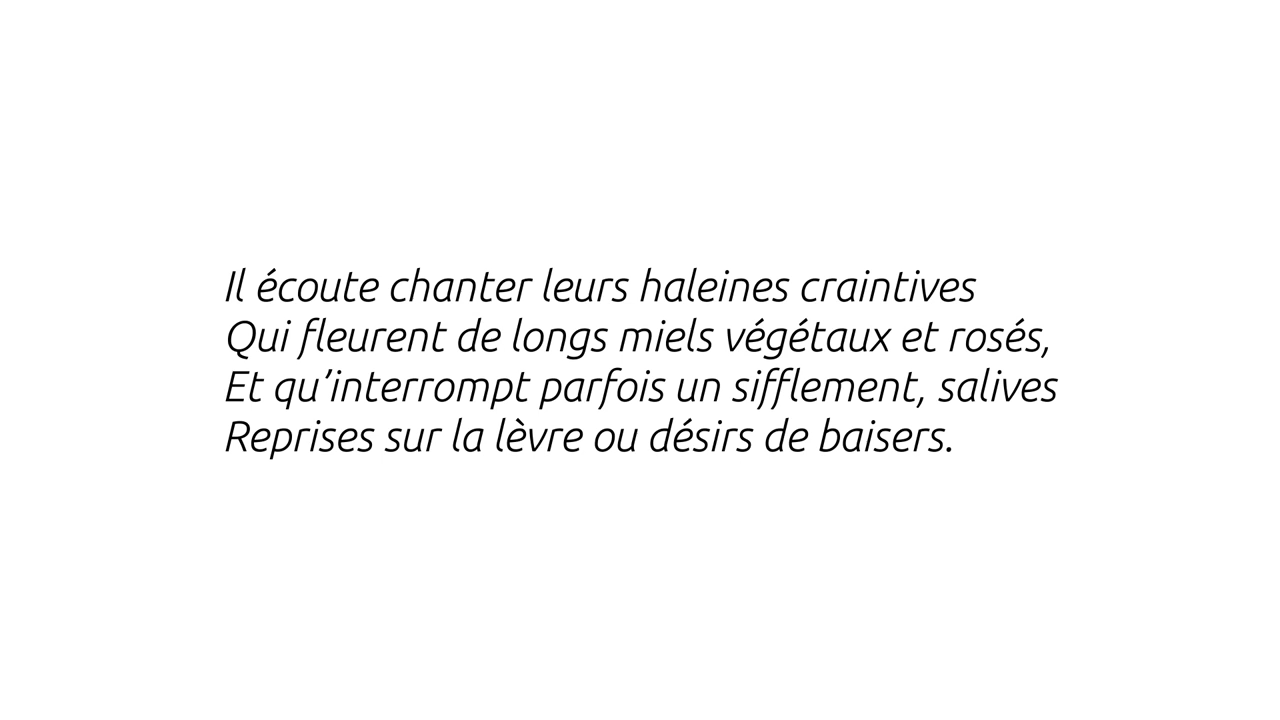 Il écoute chanter leurs haleines craintives
Qui fleurent de longs miels végétaux et rosés,
Et qu’interrompt parfois un sifflement, salives
Reprises sur la lèvre ou désirs de baisers.